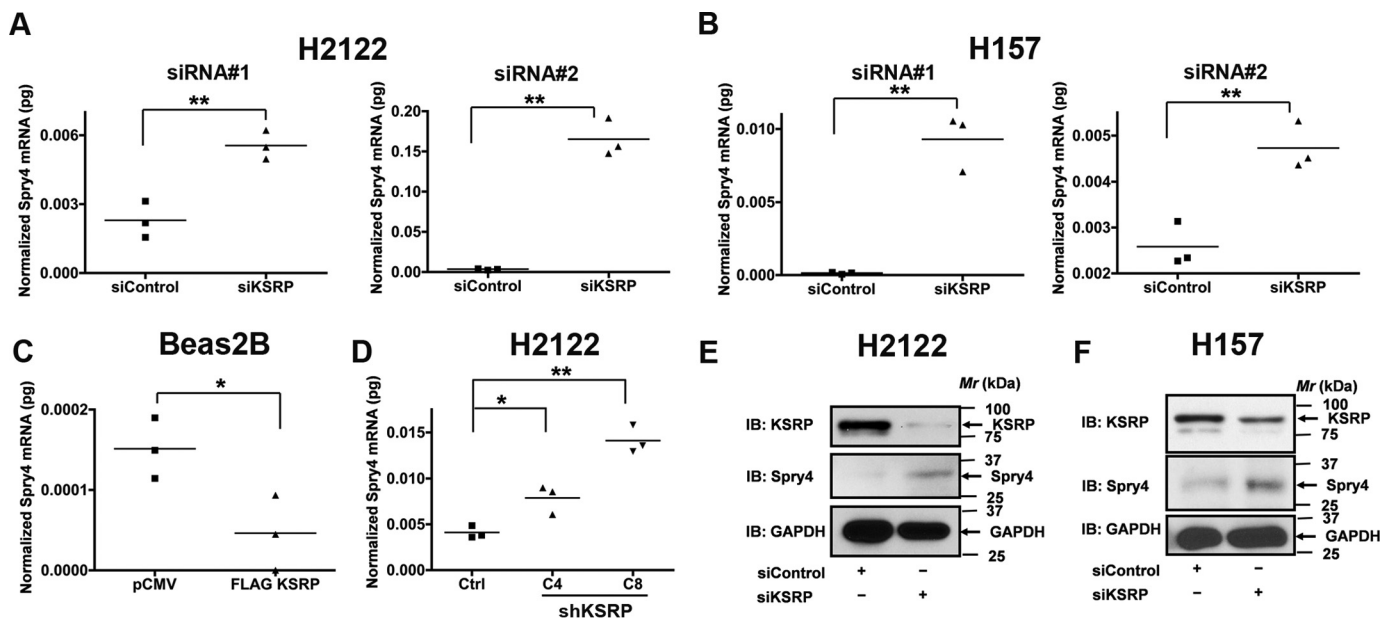 A
H2122
siRNA#1
**
Normalized Spry4 mRNA (pg)
0.006
0.003
0.000
siControl
siKSRP
siRNA#2
**
Normalized Spry4 mRNA (pg)
0.20
0.15
0.10
0.05
0.00
siControl
siKSRP
B
H157
siRNA#1
**
Normalized Spry4 mRNA (pg)
0.010
0.005
0.000
siControl
siKSRP
siRNA#2
**
Normalized Spry4 mRNA (pg)
0.005
0.004
0.003
0.002
siControl
siKSRP
C
Beas2B
*
Normalized Spry4 mRNA (pg)
0.0002
0.0001
0.0000
pCMV
FLAG KSRP
D
H2122
**
*
Normalized Spry4 mRNA (pg)
0.015
0.010
0.005
0.000
Ctrl
C4
C8
shKSRP
E
H2122
Mr (kDa)
IB: KSRP
100
KSRP
75
IB: Spry4
37
Spry4
25
IB: GAPDH
37
GAPDH
25
siControl + –
siKSRP – +
F
H157
Mr (kDa)
IB: KSRP
100
KSRP
75
IB: Spry4
37
Spry4
25
IB: GAPDH
37
GAPDH
25
siControl + –
siKSRP – +